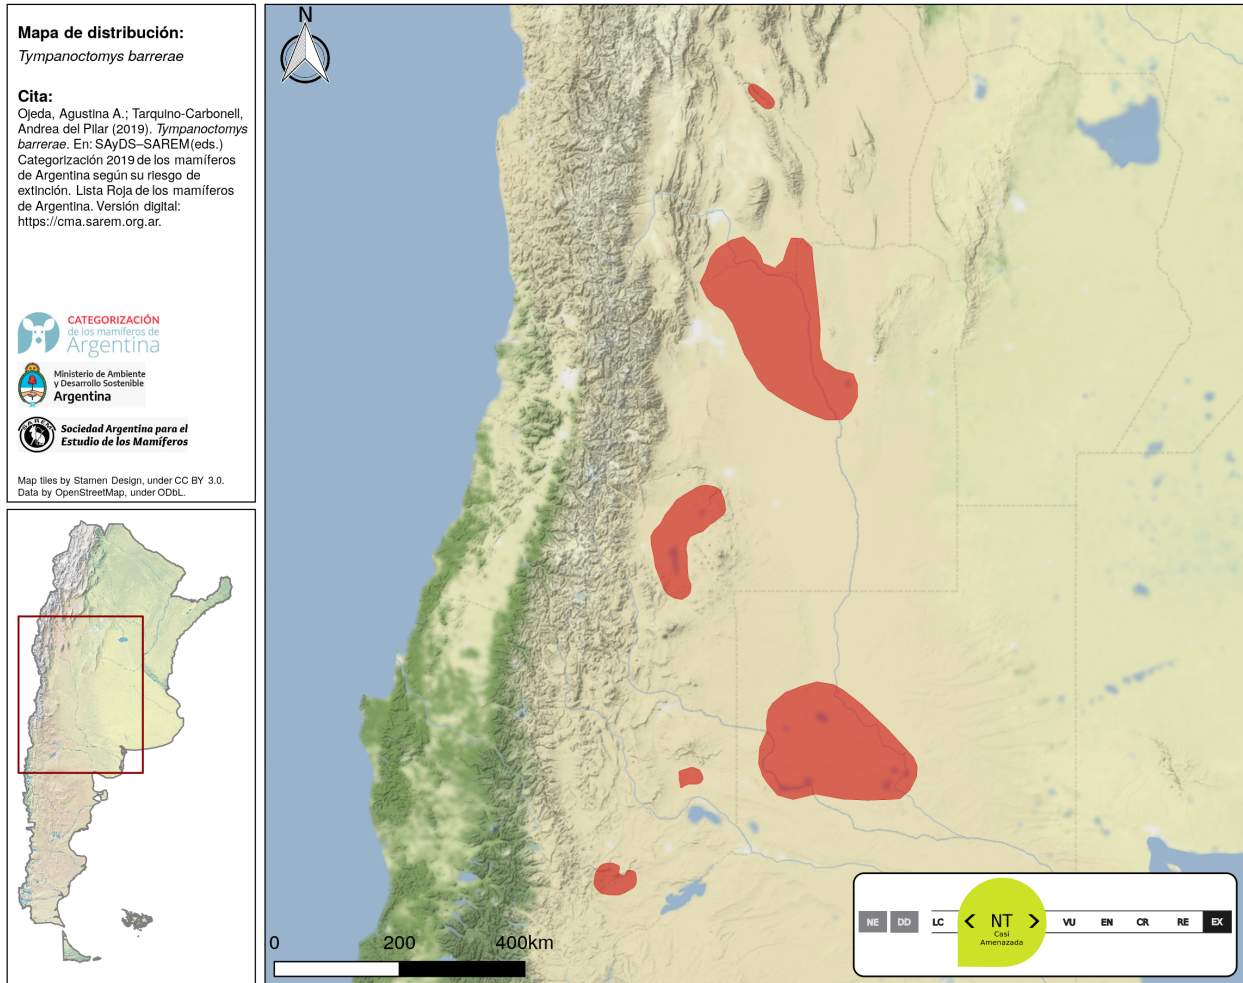 Mapa de distribución:
Tympanoctomys barrerae
Cita:
Ojeda, Agustina A.; Tarquino-Carbonell,
Andrea del Pilar (2019). Tympanoctomys
barrerae. En: SAyDS–SAREM(eds.)
Categorización 2019 de los mamíferos
de Argentina según su riesgo de
extinción. Lista Roja de los mamíferos
de Argentina. Versión digital:
https://cma.sarem.org.ar.
CATEGORIZACIÓN
de los mamíferos de
Argentina
Ministerio de Ambiente
y Desarrollo Sostenible
Argentina
SAREM
Sociedad Argentina para el
Estudio de los Mamíferos
Map tiles by Stamen Design, under CC BY 3.0.
Data by OpenStreetMap, under ODbL.
N
0 200 400km
NE DD LC < NT > VU EN CR RE EX
Casi
Amenazada